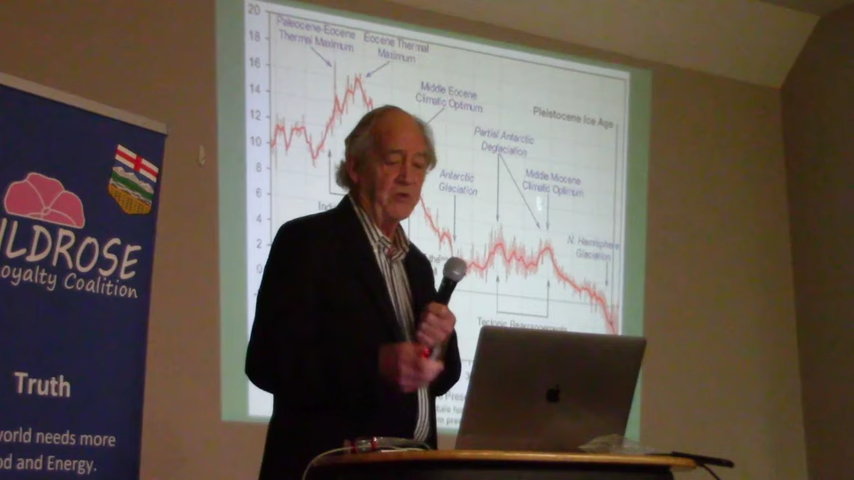 ILDROSE
oyalty Coalition
Truth
world needs more
od and Energy.
20
18
16
14
12
10
8
6
4
2
0
Paleocene-Eocene
Thermal Maximum
Eocene Thermal
Maximum
Middle Eocene
Climatic Optimum
Pleistocene Ice Age
Partial Antarctic
Deglaciation
Antarctic
Glaciation
Middle Miocene
Climatic Optimum
N. Hemisphere
Glaciation
Tectonic